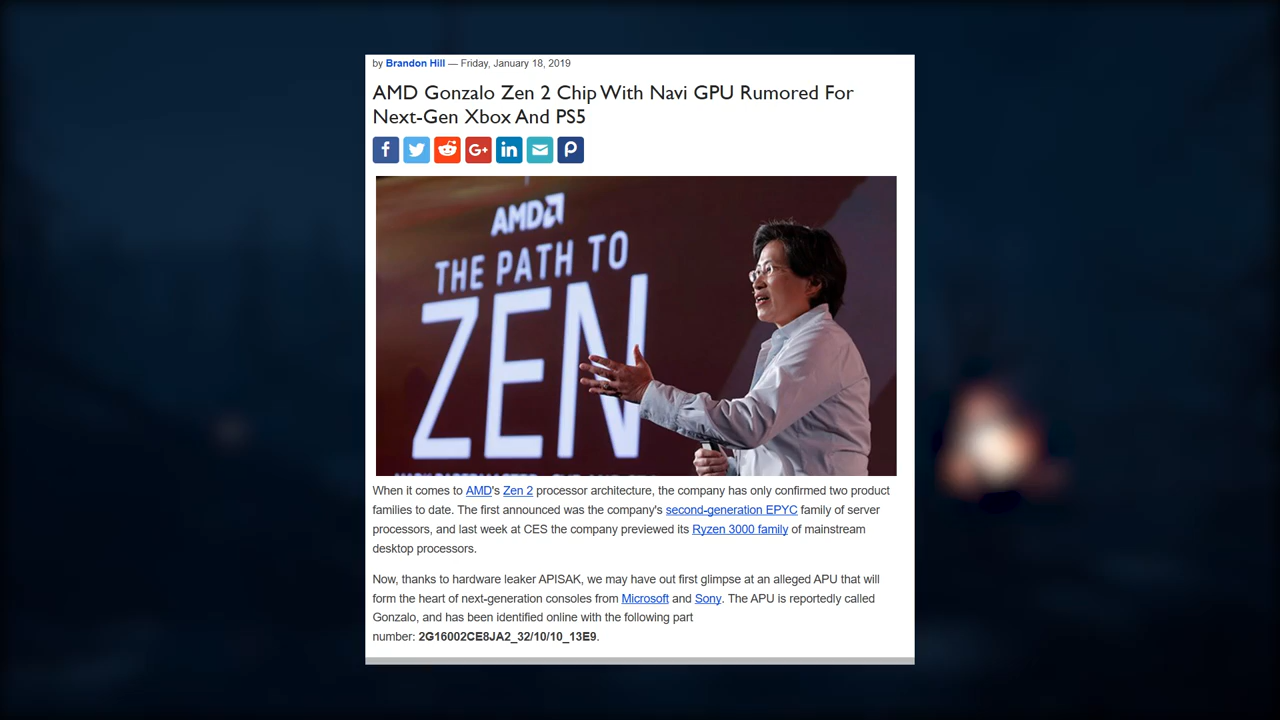 by Brandon Hill — Friday, January 18, 2019
AMD Gonzalo Zen 2 Chip With Navi GPU Rumored For
Next-Gen Xbox And PS5
AMD
THE PATH TO
ZEN
When it comes to AMD's Zen 2 processor architecture, the company has only confirmed two product
families to date. The first announced was the company's second-generation EPYC family of server
processors, and last week at CES the company previewed its Ryzen 3000 family of mainstream
desktop processors.
Now, thanks to hardware leaker APISAK, we may have out first glimpse at an alleged APU that will
form the heart of next-generation consoles from Microsoft and Sony. The APU is reportedly called
Gonzalo, and has been identified online with the following part
number: 2G16002CE8JA2_32/10/10_13E9.